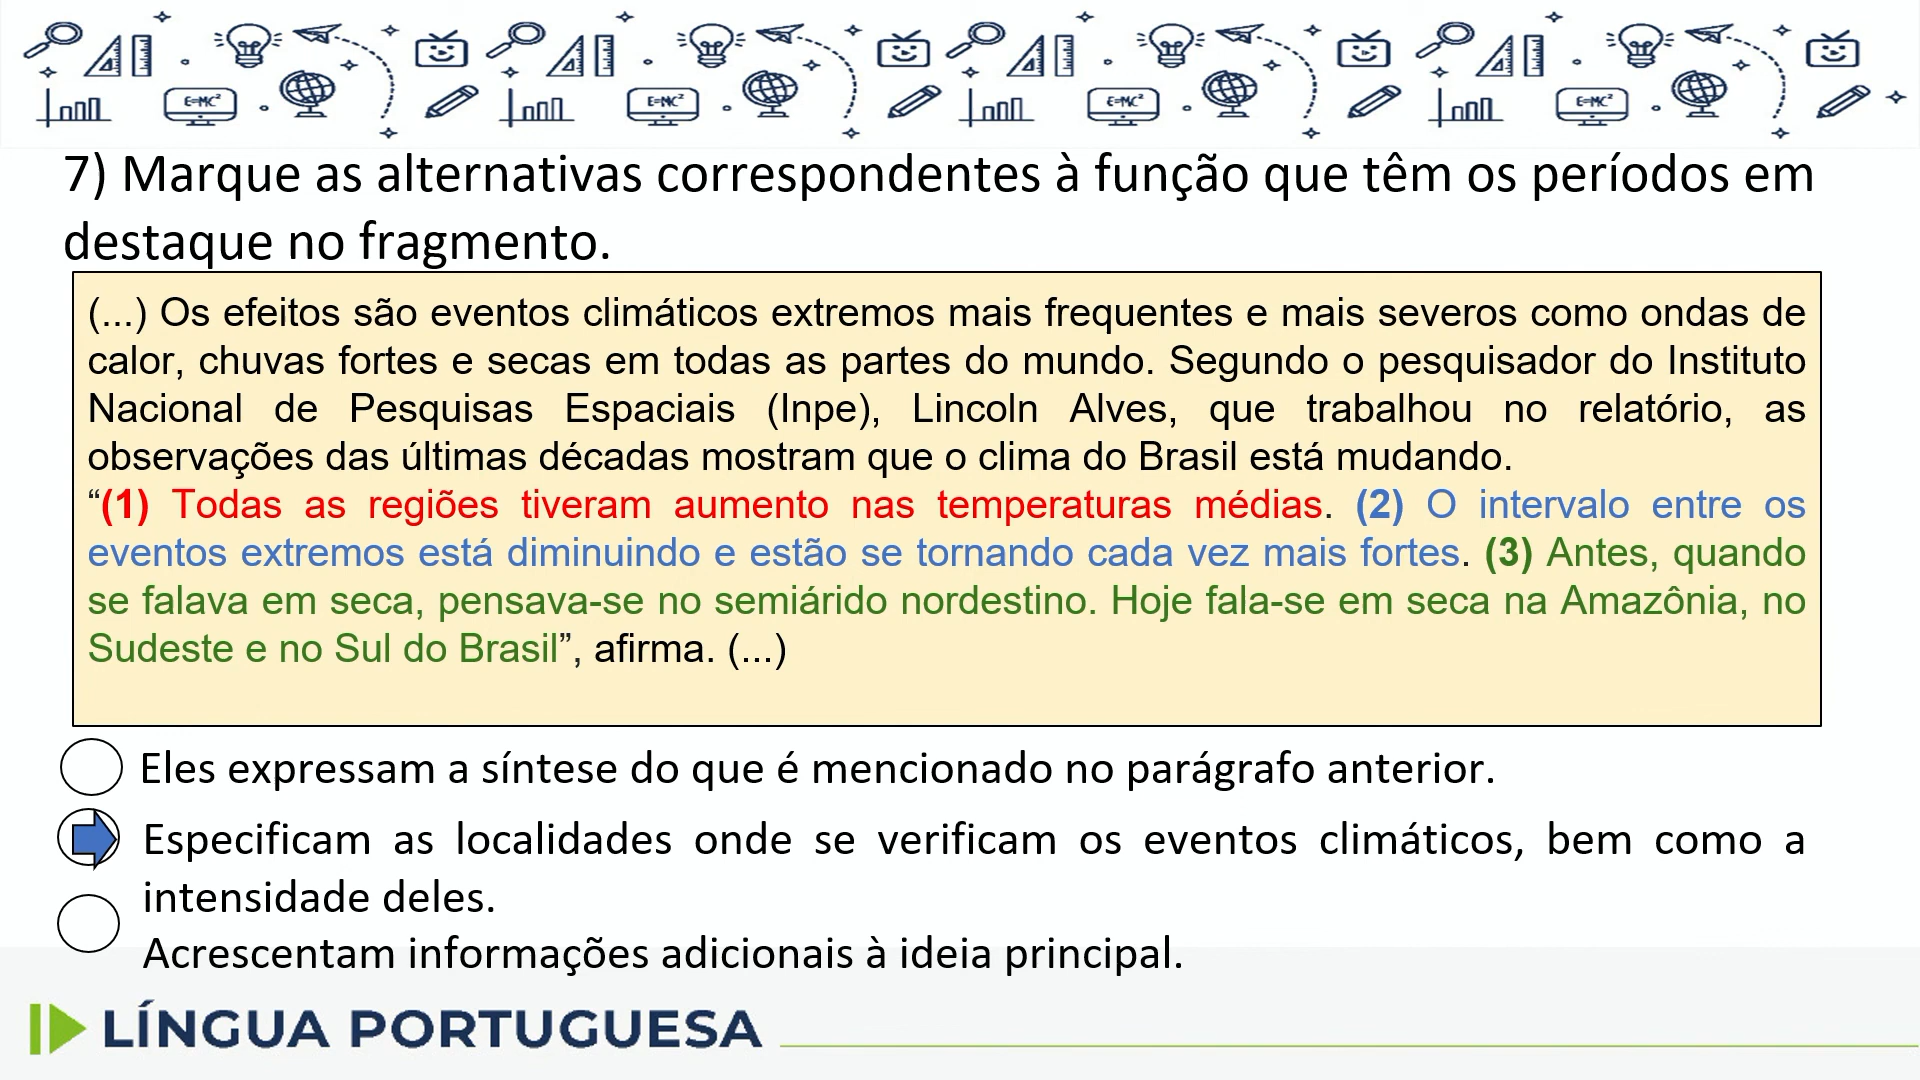 E=MC² E=MC² E=MC² E=MC²
7) Marque as alternativas correspondentes à função que têm os períodos em
destaque no fragmento.
(...) Os efeitos são eventos climáticos extremos mais frequentes e mais severos como ondas de
calor, chuvas fortes e secas em todas as partes do mundo. Segundo o pesquisador do Instituto
Nacional de Pesquisas Espaciais (Inpe), Lincoln Alves, que trabalhou no relatório, as
observações das últimas décadas mostram que o clima do Brasil está mudando.
“(1) Todas as regiões tiveram aumento nas temperaturas médias. (2) O intervalo entre os
eventos extremos está diminuindo e estão se tornando cada vez mais fortes. (3) Antes, quando
se falava em seca, pensava-se no semiárido nordestino. Hoje fala-se em seca na Amazônia, no
Sudeste e no Sul do Brasil”, afirma. (...)
Eles expressam a síntese do que é mencionado no parágrafo anterior.
Especificam as localidades onde se verificam os eventos climáticos, bem como a
intensidade deles.
Acrescentam informações adicionais à ideia principal.
LÍNGUA PORTUGUESA